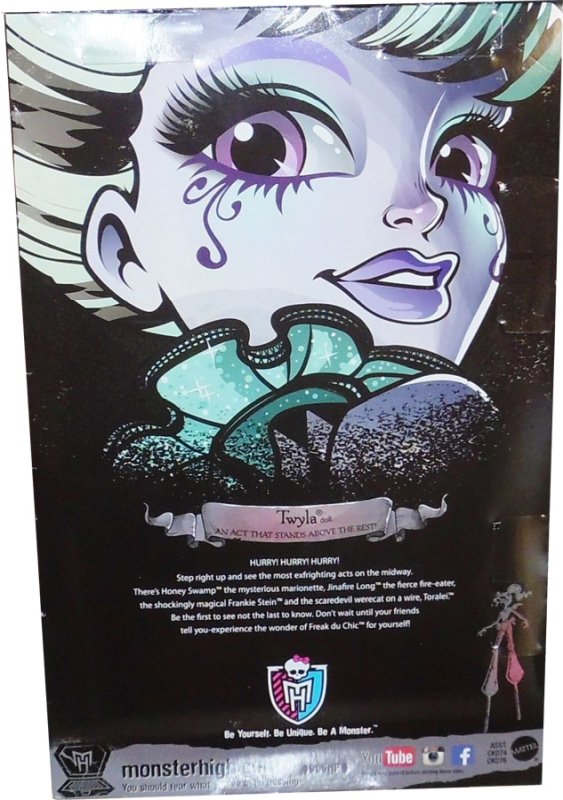 Twyla® doll
AN ACT THAT STANDS ABOVE THE REST!
HURRY! HURRY! HURRY!
Step right up and see the most exfrighting acts on the midway.
There's Honey Swamp™ the mysterious marionette, Jinafire Long™ the fierce fire-eater,
the shockingly magical Frankie Stein™ and the scaredevil werecat on a wire, Toralei.™
Be the first to see not the last to know. Don't wait until your friends
tell you-experience the wonder of Freak du Chic™ for yourself!
Be Yourself. Be Unique. Be A Monster.™
monsterhigh
You should fear what
You Tube
f
ASST.
CKD74
CKD76
MATTEL